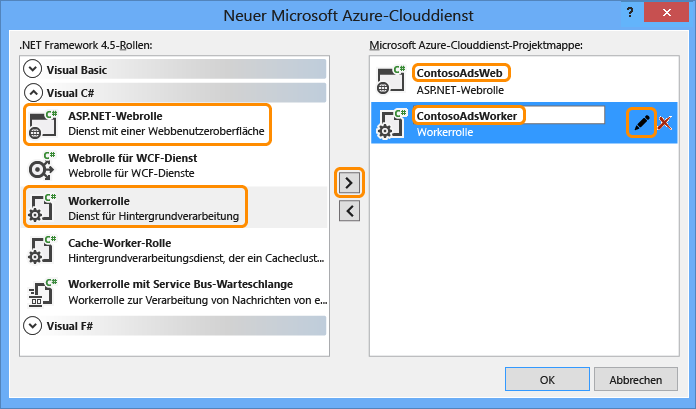 Neuer Microsoft Azure-Clouddienst
?
.NET Framework 4.5-Rollen:
Visual Basic
Visual C#
C#
ASP.NET-Webrolle
Dienst mit einer Webbenutzeroberfläche
C#
Webrolle für WCF-Dienst
Webrolle für WCF-Dienste
C#
Workerrolle
Dienst für Hintergrundverarbeitung
C#
Cache-Worker-Rolle
Hintergrundverarbeitungsdienst, der ein Cacheclust...
C#
Workerrolle mit Service Bus-Warteschlange
Workerrolle zur Verarbeitung von Nachrichten von e...
Visual F#
Microsoft Azure-Clouddienst-Projektmappe:
C#
ContosoAdsWeb
ASP.NET-Webrolle
C#
ContosoAdsWorker
Workerrolle
OK
Abbrechen